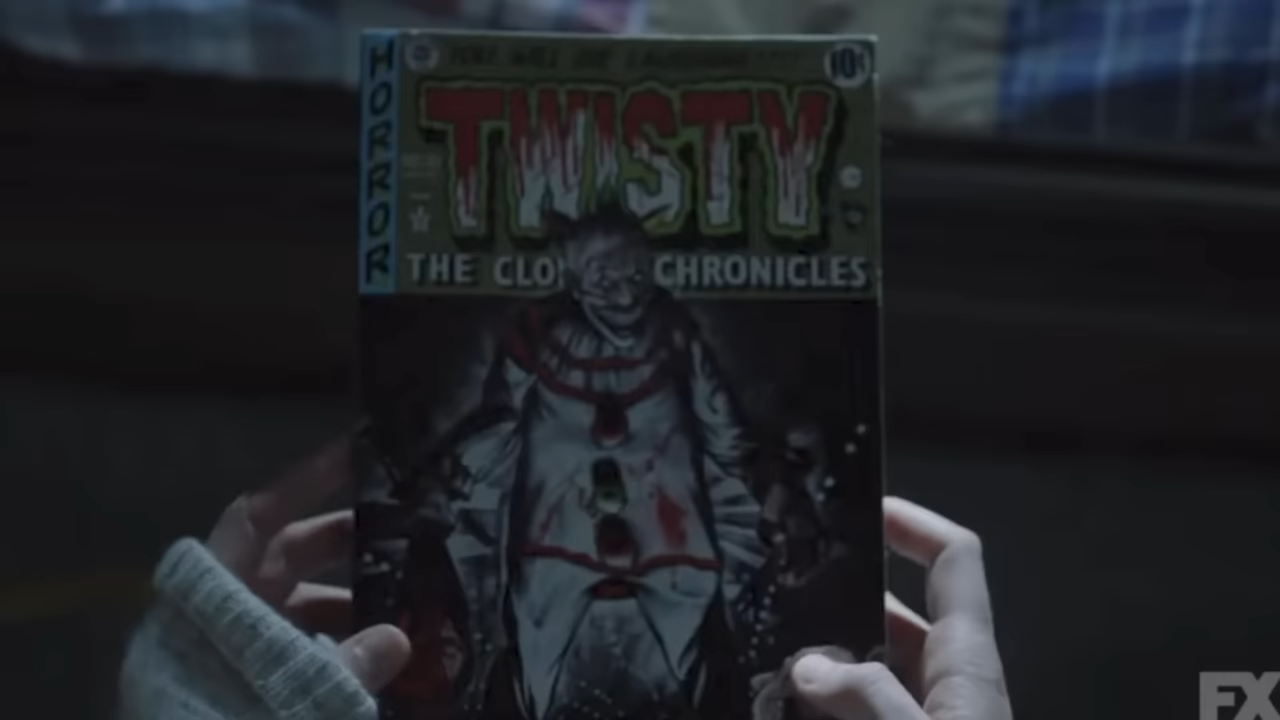 HORROR
10¢
TWISTY
THE CLO CHRONICLES
FX